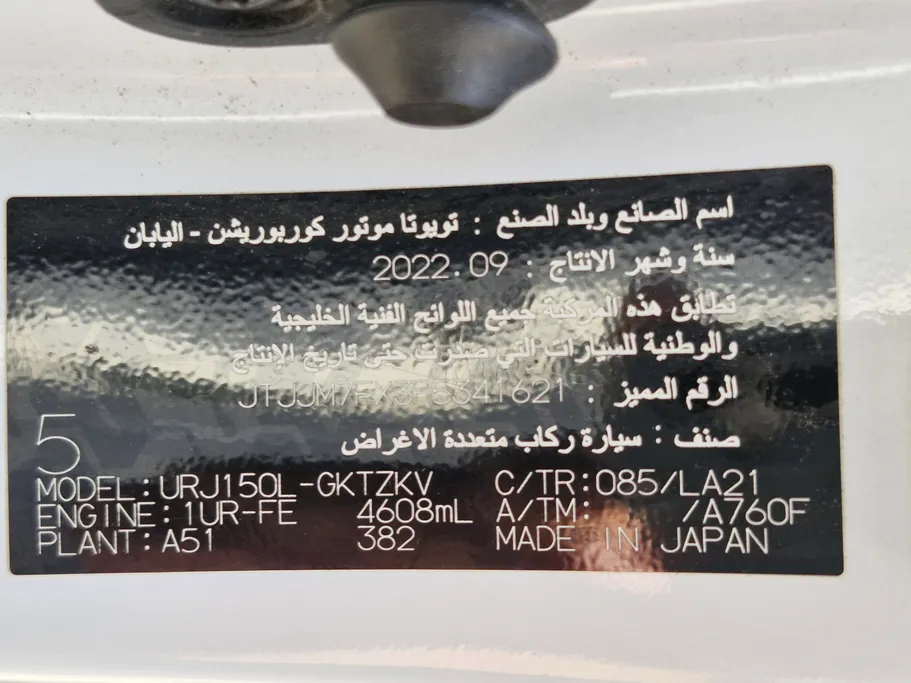 اسم الصانع وبلد الصنع : تويوتا موتور كوربوريشن - اليابان
سنة وشهر الانتاج : 2022.09
تطابق هذه المركبة جميع اللوائح الفنية الخليجية
والوطنية للسيارات التي صدرت حتى تاريخ الإنتاج
الرقم المميز :
صنف : سيارة ركاب متعددة الاغراض
5
MODEL:URJ150L-GKTZKV C/TR:085/LA21
ENGINE:1UR-FE 4608mL A/TM: /A760F
PLANT:A51 382 MADE IN JAPAN